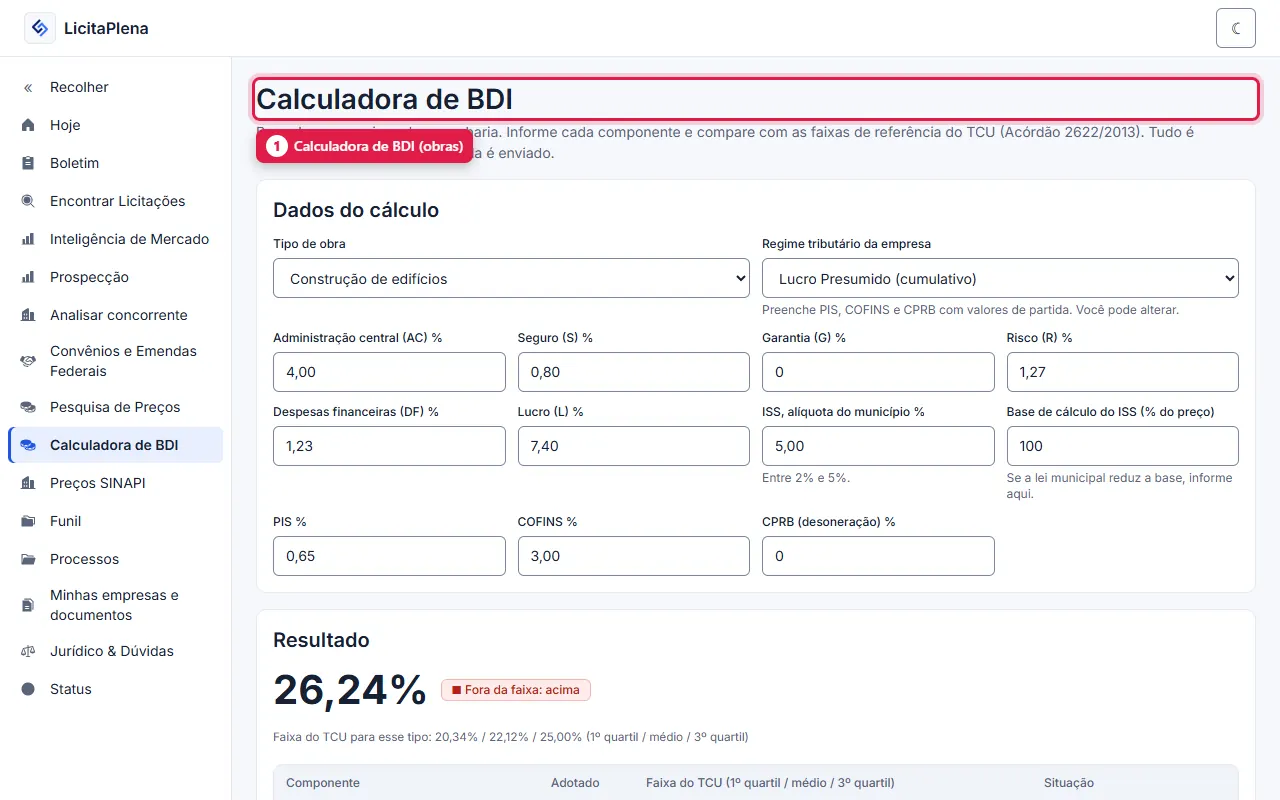 LicitaPlena
☾
« Recolher
Hoje
Boletim
Encontrar Licitações
Inteligência de Mercado
Prospecção
Analisar concorrente
Convênios e Emendas
Federais
Pesquisa de Preços
Calculadora de BDI
Preços SINAPI
Funil
Processos
Minhas empresas e
documentos
Jurídico & Dúvidas
Status
Calculadora de BDI
1 Calculadora de BDI (obras)
Informe cada componente e compare com as faixas de referência do TCU (Acórdão 2622/2013). Tudo é
é enviado.
Dados do cálculo
Tipo de obra
Construção de edifícios
Regime tributário da empresa
Lucro Presumido (cumulativo)
Preenche PIS, COFINS e CPRB com valores de partida. Você pode alterar.
Administração central (AC) %
4,00
Seguro (S) %
0,80
Garantia (G) %
0
Risco (R) %
1,27
Despesas financeiras (DF) %
1,23
Lucro (L) %
7,40
ISS, alíquota do município %
5,00
Entre 2% e 5%.
Base de cálculo do ISS (% do preço)
100
Se a lei municipal reduz a base, informe
aqui.
PIS %
0,65
COFINS %
3,00
CPRB (desoneração) %
0
Resultado
26,24%
Fora da faixa: acima
Faixa do TCU para esse tipo: 20,34% / 22,12% / 25,00% (1º quartil / médio / 3º quartil)
Componente Adotado Faixa do TCU (1º quartil / médio / 3º quartil) Situação